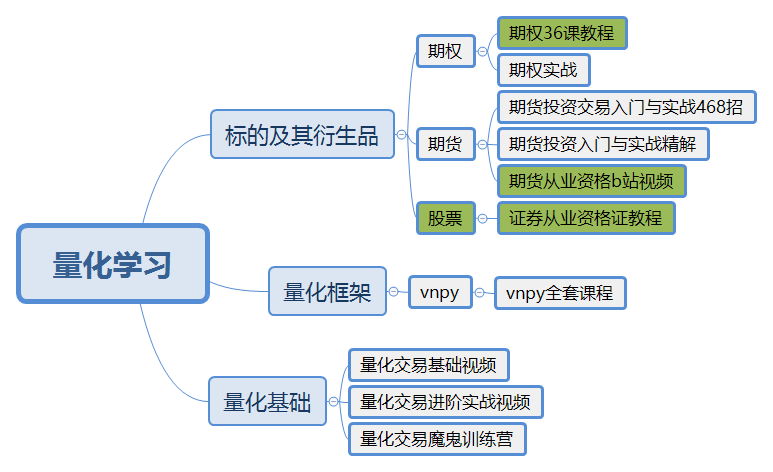 量化学习
标的及其衍生品
期权
期权36课教程
期权实战
期货
期货投资交易入门与实战468招
期货投资入门与实战精解
期货从业资格b站视频
股票
证券从业资格证教程
量化框架
vnpy
vnpy全套课程
量化基础
量化交易基础视频
量化交易进阶实战视频
量化交易魔鬼训练营